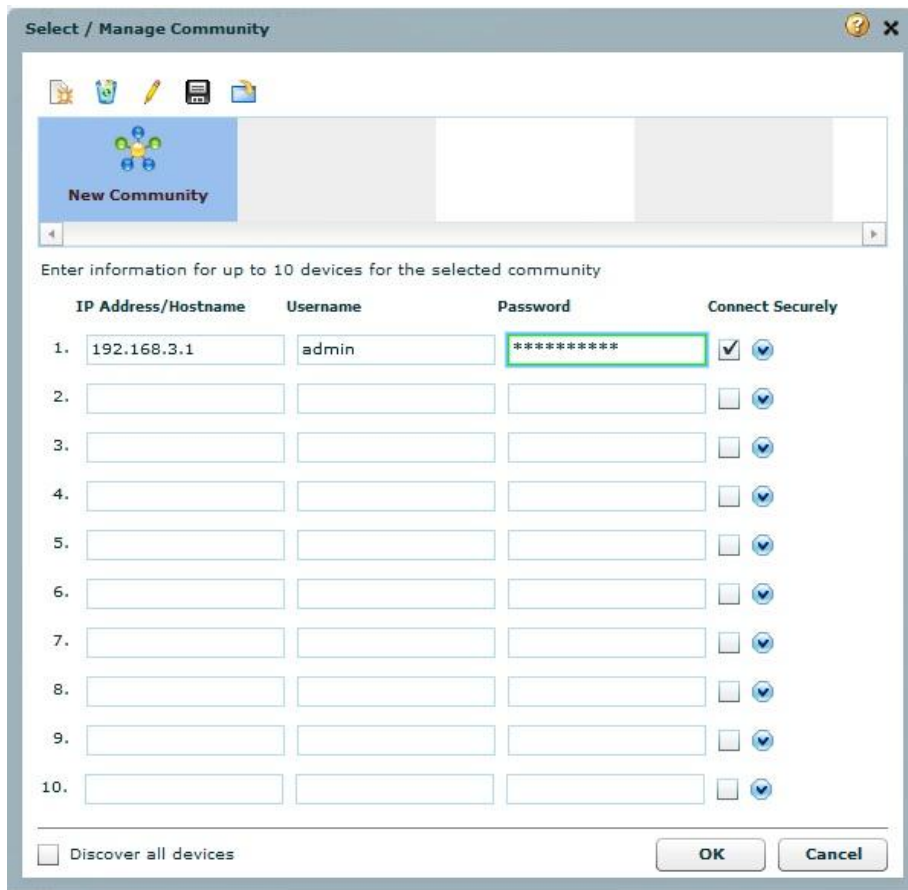 Select / Manage Community
New Community
Enter information for up to 10 devices for the selected community
IP Address/Hostname Username Password Connect Securely
1. 192.168.3.1 admin **********
2.
3.
4.
5.
6.
7.
8.
9.
10.
Discover all devices OK Cancel